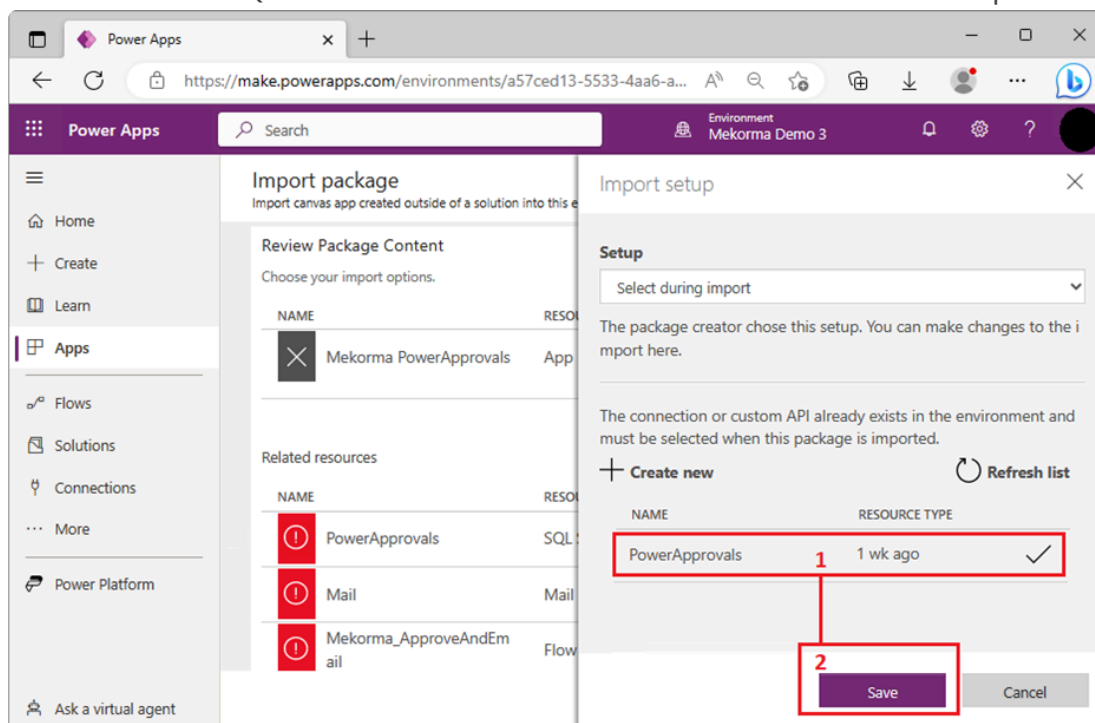 Power Apps
https://make.powerapps.com/environments/a57ced13-5533-4aa6-a...
Power Apps
Search
Environment
Mekorma Demo 3
?
Home
Create
Learn
Apps
Flows
Solutions
Connections
More
Power Platform
Ask a virtual agent
Import package
Import canvas app created outside of a solution into this e
Review Package Content
Choose your import options.
NAME RESOU
Mekorma PowerApprovals App
Related resources
NAME RESOU
PowerApprovals SQL S
Mail Mail
Mekorma_ApproveAndEm
ail
Flow
Import setup
Setup
Select during import
The package creator chose this setup. You can make changes to the i
mport here.
The connection or custom API already exists in the environment and
must be selected when this package is imported.
Create new Refresh list
NAME RESOURCE TYPE
PowerApprovals 1 1 wk ago
2
Save Cancel